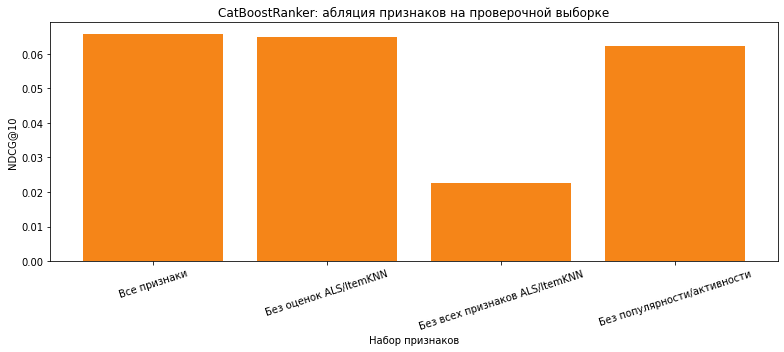 CatBoostRanker: абляция признаков на проверочной выборке
NDCG@10
0.06
0.05
0.04
0.03
0.02
0.01
0.00
Все признаки
Без оценок ALS/ItemKNN
Без всех признаков ALS/ItemKNN
Без популярности/активности
Набор признаков